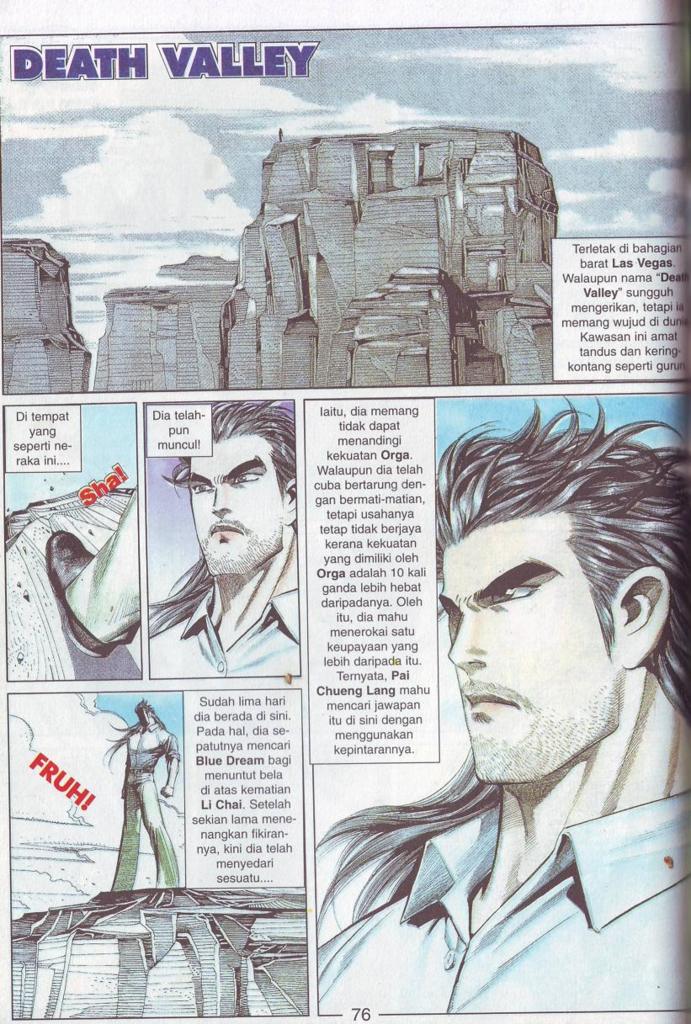 DEATH VALLEY
Terletak di bahagian
barat Las Vegas.
Walaupun nama “Death
Valley” sungguh
mengerikan, tetapi ia
memang wujud di dunia
Kawasan ini amat
tandus dan kering-
kontang seperti gurun
Di tempat
yang
seperti ne-
raka ini....
Sha!
Dia telah-
pun
muncul!
Iaitu, dia memang
tidak dapat
menandingi
kekuatan Orga.
Walaupun dia telah
cuba bertarung den-
gan bermati-matian,
tetapi usahanya
tetap tidak berjaya
kerana kekuatan
yang dimiliki oleh
Orga adalah 10 kali
ganda lebih hebat
daripadanya. Oleh
itu, dia mahu
menerokai satu
keupayaan yang
lebih daripada itu.
Ternyata, Pai
Chueng Lang mahu
mencari jawapan
itu di sini dengan
menggunakan
kepintarannya.
FRUH!
Sudah lima hari
dia berada di sini.
Pada hal, dia se-
patutnya mencari
Blue Dream bagi
menuntut bela
di atas kematian
Li Chai. Setelah
sekian lama mene-
nangkan fikiran-
nya, kini dia telah
menyedari
sesuatu....
76